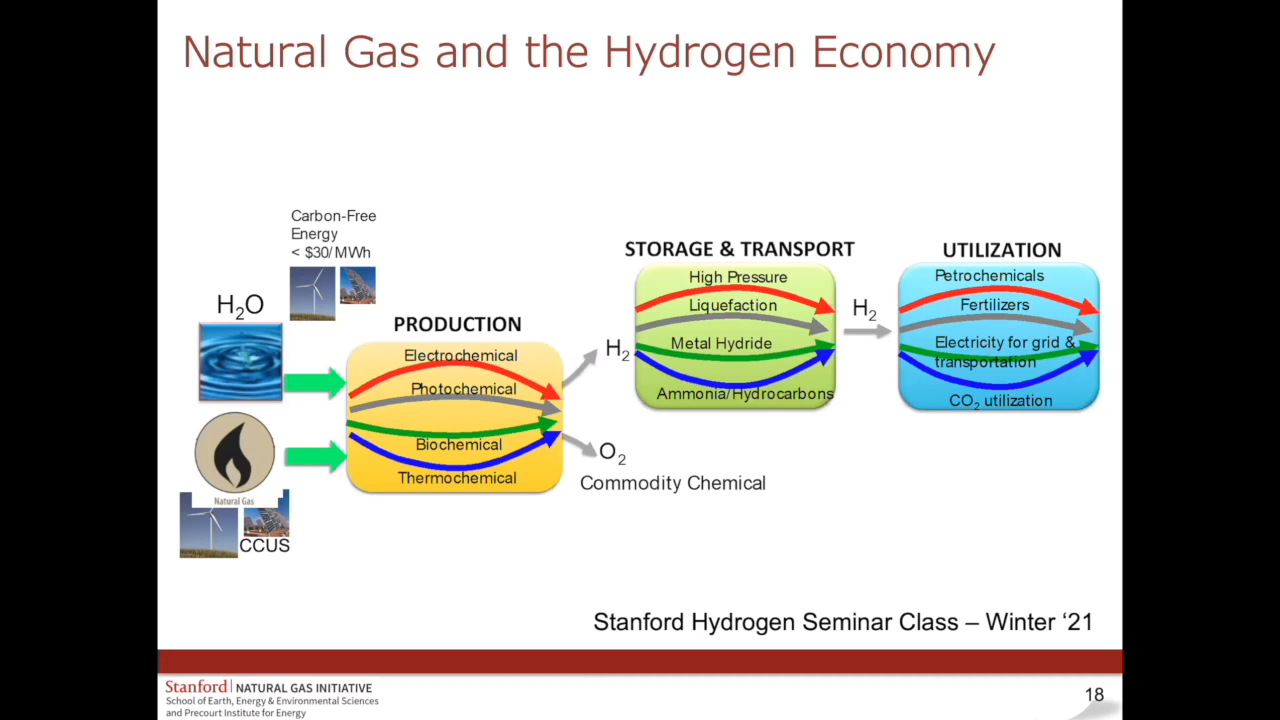 Natural Gas and the Hydrogen Economy
Carbon-Free
Energy
< $30/MWh
H₂O
PRODUCTION
Electrochemical
Photochemical
Biochemical
Thermochemical
Natural Gas
CCUS
H₂
O₂
Commodity Chemical
STORAGE & TRANSPORT
High Pressure
Liquefaction
Metal Hydride
Ammonia/Hydrocarbons
H₂
UTILIZATION
Petrochemicals
Fertilizers
Electricity for grid &
transportation
CO₂ utilization
Stanford Hydrogen Seminar Class – Winter ‘21
Stanford | NATURAL GAS INITIATIVE
School of Earth, Energy & Environmental Sciences
and Precourt Institute for Energy
18